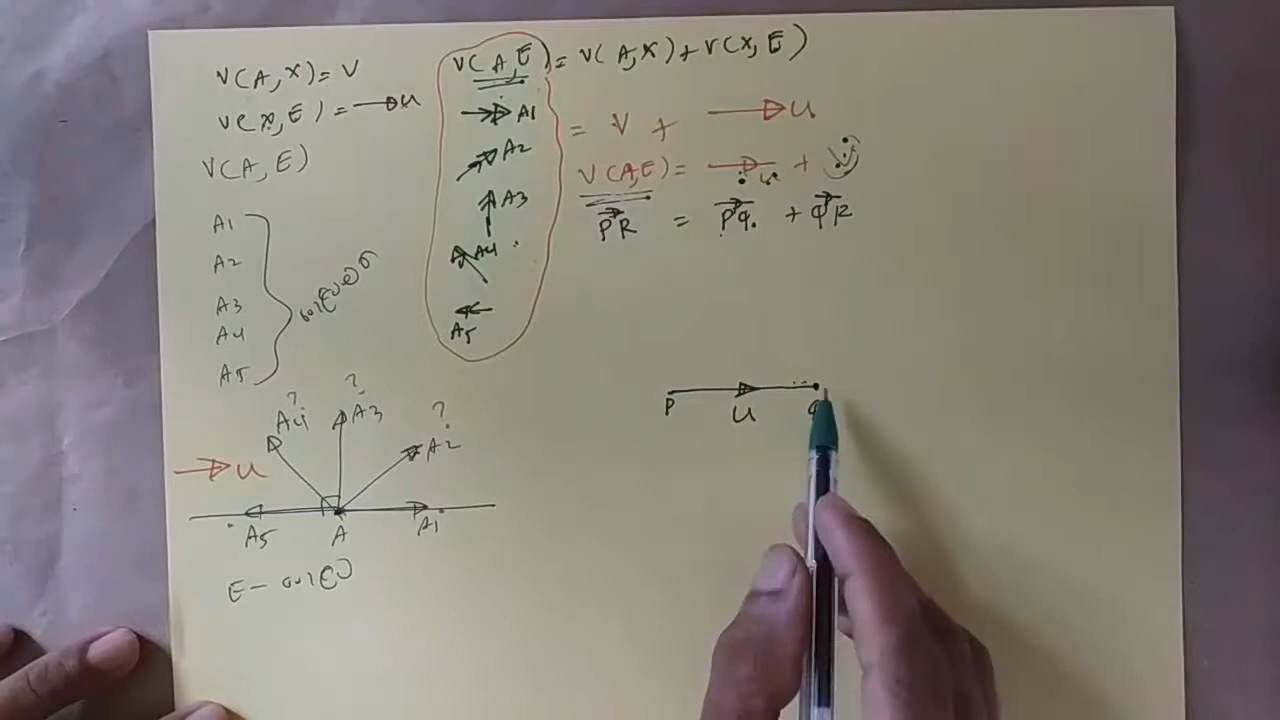 V(A, X) = V
V(X, E) = → u
V(A, E)
A1
A2
A3
A4
A5
V(A, E) = V(A, X) + V(X, E)
A1
A2
A3
A4
A5
= V + → u
V(A, E) = → u +
PR = PQ + QR
P u Q
? ? ?
A4 A3 A2
→ u
A5 A A1
E –